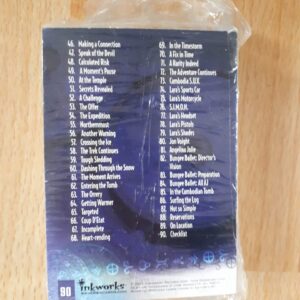 46. Making a Connection
47. Speak of the Devil
48. Calculated Risk
49. A Moment's Pause
50. At the Temple
51. Secrets Revealed
52. A Challenge
53. The Offer
54. The Expedition
55. Northernmost
56. Another Warning
57. Crossing the Ice
58. The Trek Continues
59. Tough Sledding
60. Dashing Through the Snow
61. The Moment Arrives
62. Entering the Tomb
63. The Orrery
64. Getting Warmer
65. Targeted
66. Coup D'Etat
67. Incomplete
68. Heart-rending
69. In the Timestorm
70. A Fix in Time
71. A Rarity Indeed
72. The Adventure Continues
73. Cambodia S.U.V.
74. Lara's Sports Car
75. Lara's Motorcycle
76. S.I.M.O.N.
77. Lara's Headset
78. Lara's Pistols
79. Lara's Shades
80. Jon Voight
81. Angelina Jolie
82. Bungee Ballet: Director's
Vision
83. Bungee Ballet: Preparation
84. Bungee Ballet: All AJ
85. In the Cambodian Tomb
86. Surfing the Log
87. Not so Simple
88. Reservations
89. On Location
90. Checklist
90
inkworks